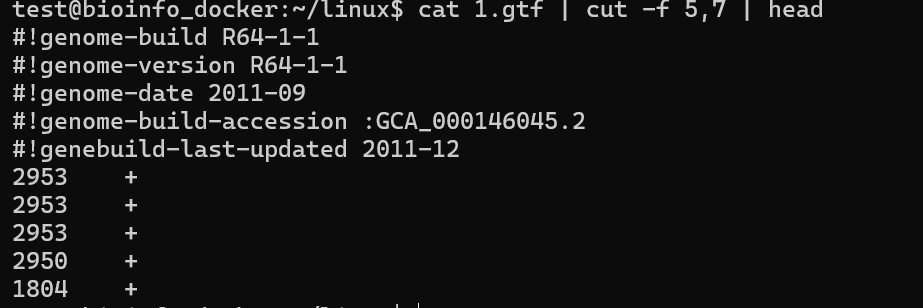 test@bioinfo_docker:~/linux$ cat 1.gtf | cut -f 5,7 | head
#!genome-build R64-1-1
#!genome-version R64-1-1
#!genome-date 2011-09
#!genome-build-accession :GCA_000146045.2
#!genebuild-last-updated 2011-12
2953 +
2953 +
2953 +
2950 +
1804 +